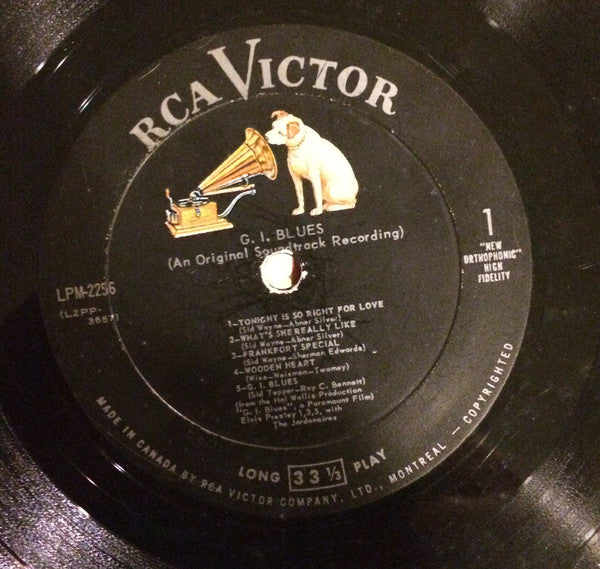 RCA VICTOR
G. I. BLUES
(An Original Soundtrack Recording)
1
"NEW
ORTHOPHONIC"
HIGH
FIDELITY
LPM-2256
(L2PP-
3657)
1–TONIGHT IS SO RIGHT FOR LOVE
(Sid Wayne–Abner Silver)
2–WHAT'S SHE REALLY LIKE
(Sid Wayne–Abner Silver)
3–FRANKFORT SPECIAL
(Sid Wayne–Sherman Edwards)
4–WOODEN HEART
(Wise–Weisman–Twomey)
5–G. I. BLUES
(Sid Tepper–Roy C. Bennett)
(from the Hal Wallis Production
"G. I. Blues", a Paramount Film)
Elvis Presley 1,3,5, with
The Jordanaires
LONG 33 1/3 PLAY
MADE IN CANADA BY RCA VICTOR COMPANY, LTD., MONTREAL – COPYRIGHTED